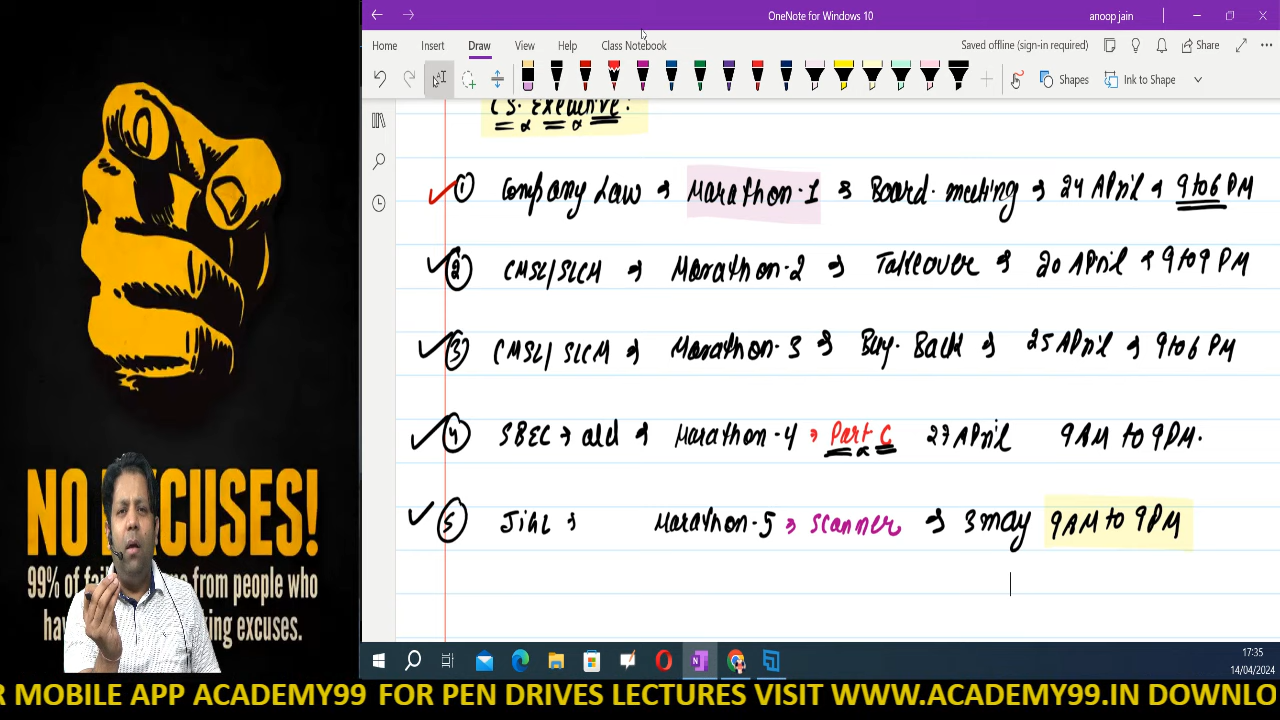 OneNote for Windows 10
anoop jain
Home Insert Draw View Help Class Notebook
Saved offline (sign-in required)
Share
Shapes
Ink to Shape
CS. Executive:
① Company Law → Marathon-1 → Board-meeting → 24 April → 9 to 6 PM
② CMSL/SLCM → Marathon-2 → Takeover → 20 April → 9 to 9 PM
③ CMSL/SLCM → Marathon-3 → Buy-Back → 25 April → 9 to 6 PM
④ SBEC → old → Marathon-4 → Part C 27 April 9AM to 9PM.
⑤ JIGL → Marathon-5 → Scanner → 3 may 9AM to 9PM
NO EXCUSES!
99% of from people who
ing excuses.
17:35
14/04/2024
R MOBILE APP ACADEMY99 FOR PEN DRIVES LECTURES VISIT WWW.ACADEMY99.IN DOWNLO